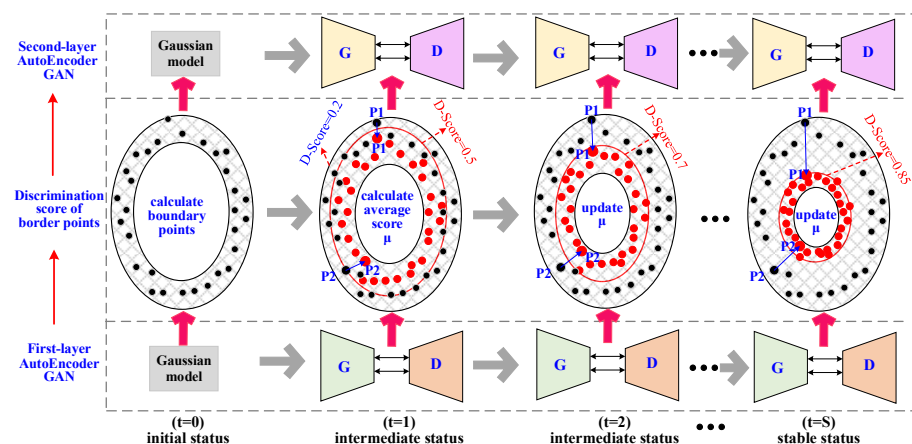 Second-layer
AutoEncoder
GAN
Gaussian
model
G
D
G
D
G
D
Discrimination
score of
border points
calculate
boundary
points
D-Score=0.2
P1
P1
D-Score=0.5
calculate
average
score
μ
P2
P2
P1
P1
D-Score=0.7
update
μ
P2
P2
P1
P1
D-Score=0.85
update
μ
P2
P2
First-layer
AutoEncoder
GAN
Gaussian
model
G
D
G
D
G
D
(t=0)
initial status
(t=1)
intermediate status
(t=2)
intermediate status
(t=S)
stable status